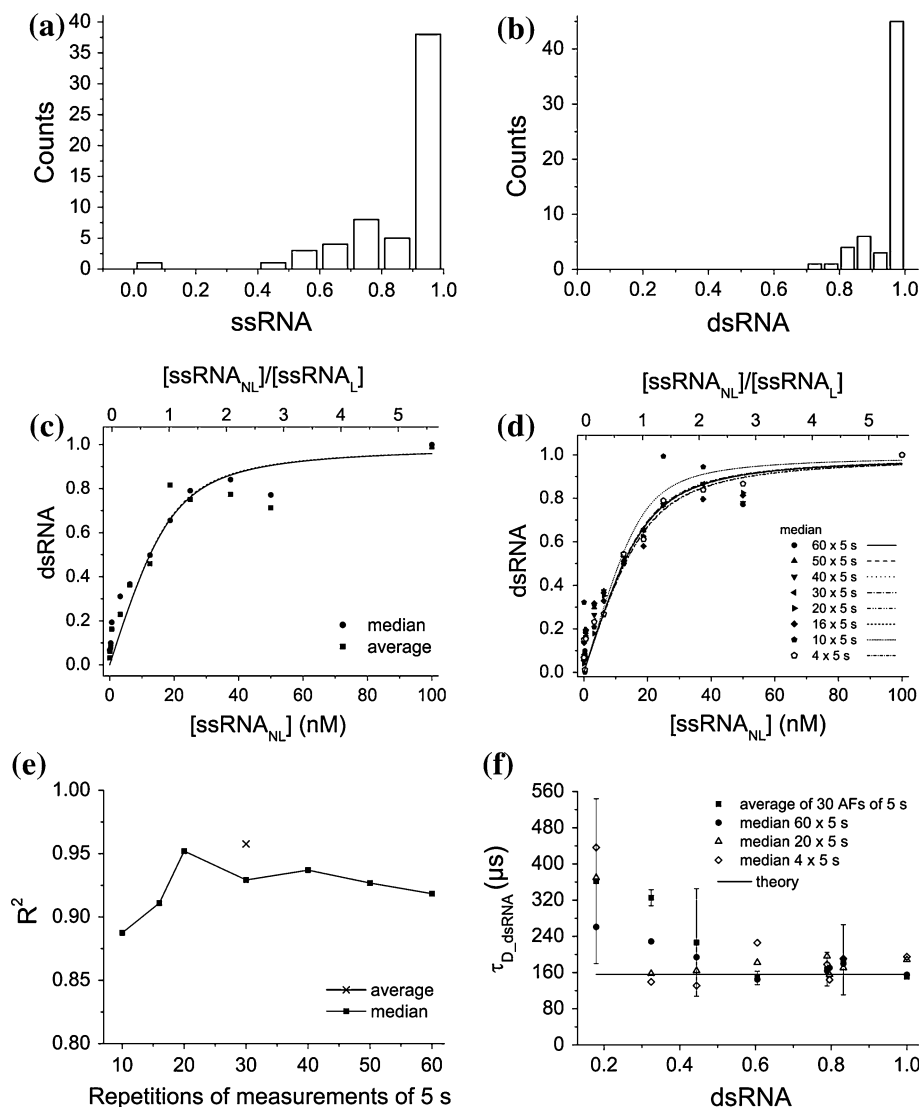 (a)
40
35
30
25
20
15
10
5
0
Counts
0.0 0.2 0.4 0.6 0.8 1.0
ssRNA
(b)
40
30
20
10
0
Counts
0.0 0.2 0.4 0.6 0.8 1.0
dsRNA
[ssRNA_NL]/[ssRNA_L]
0 1 2 3 4 5
(c)
1.0
0.8
0.6
0.4
0.2
0.0
dsRNA
median
average
0 20 40 60 80 100
[ssRNA_NL] (nM)
[ssRNA_NL]/[ssRNA_L]
0 1 2 3 4 5
(d)
1.0
0.8
0.6
0.4
0.2
0.0
dsRNA
median
60 x 5 s
50 x 5 s
40 x 5 s
30 x 5 s
20 x 5 s
16 x 5 s
10 x 5 s
4 x 5 s
0 20 40 60 80 100
[ssRNA_NL] (nM)
(e)
1.00
0.95
0.90
0.85
0.80
R²
average
median
10 20 30 40 50 60
Repetitions of measurements of 5 s
(f)
560
480
400
320
240
160
80
0
τ_D_dsRNA (µs)
average of 30 AFs of 5 s
median 60 x 5 s
median 20 x 5 s
median 4 x 5 s
theory
0.2 0.4 0.6 0.8 1.0
dsRNA